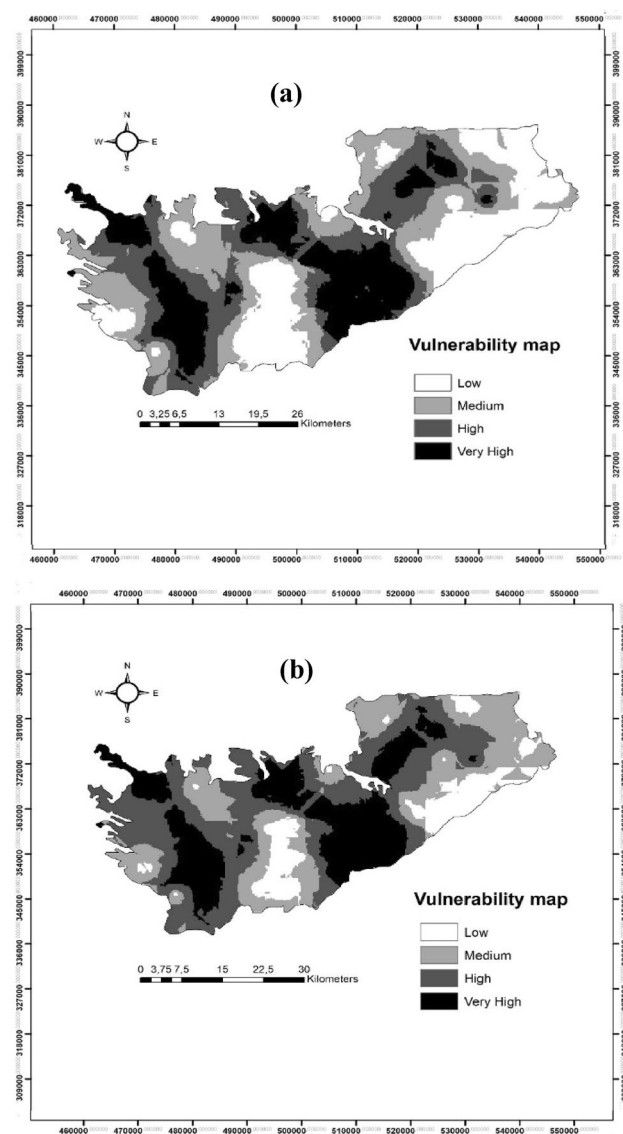 460000 470000 480000 490000 500000 510000 520000 530000 540000 550000
(a)
N
W E
S
399000
390000
381000
372000
363000
354000
345000
336000
327000
318000
Vulnerability map
Low
Medium
High
Very High
0 3,25 6,5 13 19,5 26
Kilometers
460000 470000 480000 490000 500000 510000 520000 530000 540000 550000
460000 470000 480000 490000 500000 510000 520000 530000 540000 550000
(b)
N
W E
S
399000
390000
381000
372000
363000
354000
345000
336000
327000
318000
309000
Vulnerability map
Low
Medium
High
Very High
0 3,75 7,5 15 22,5 30
Kilometers
460000 470000 480000 490000 500000 510000 520000 530000 540000 550000